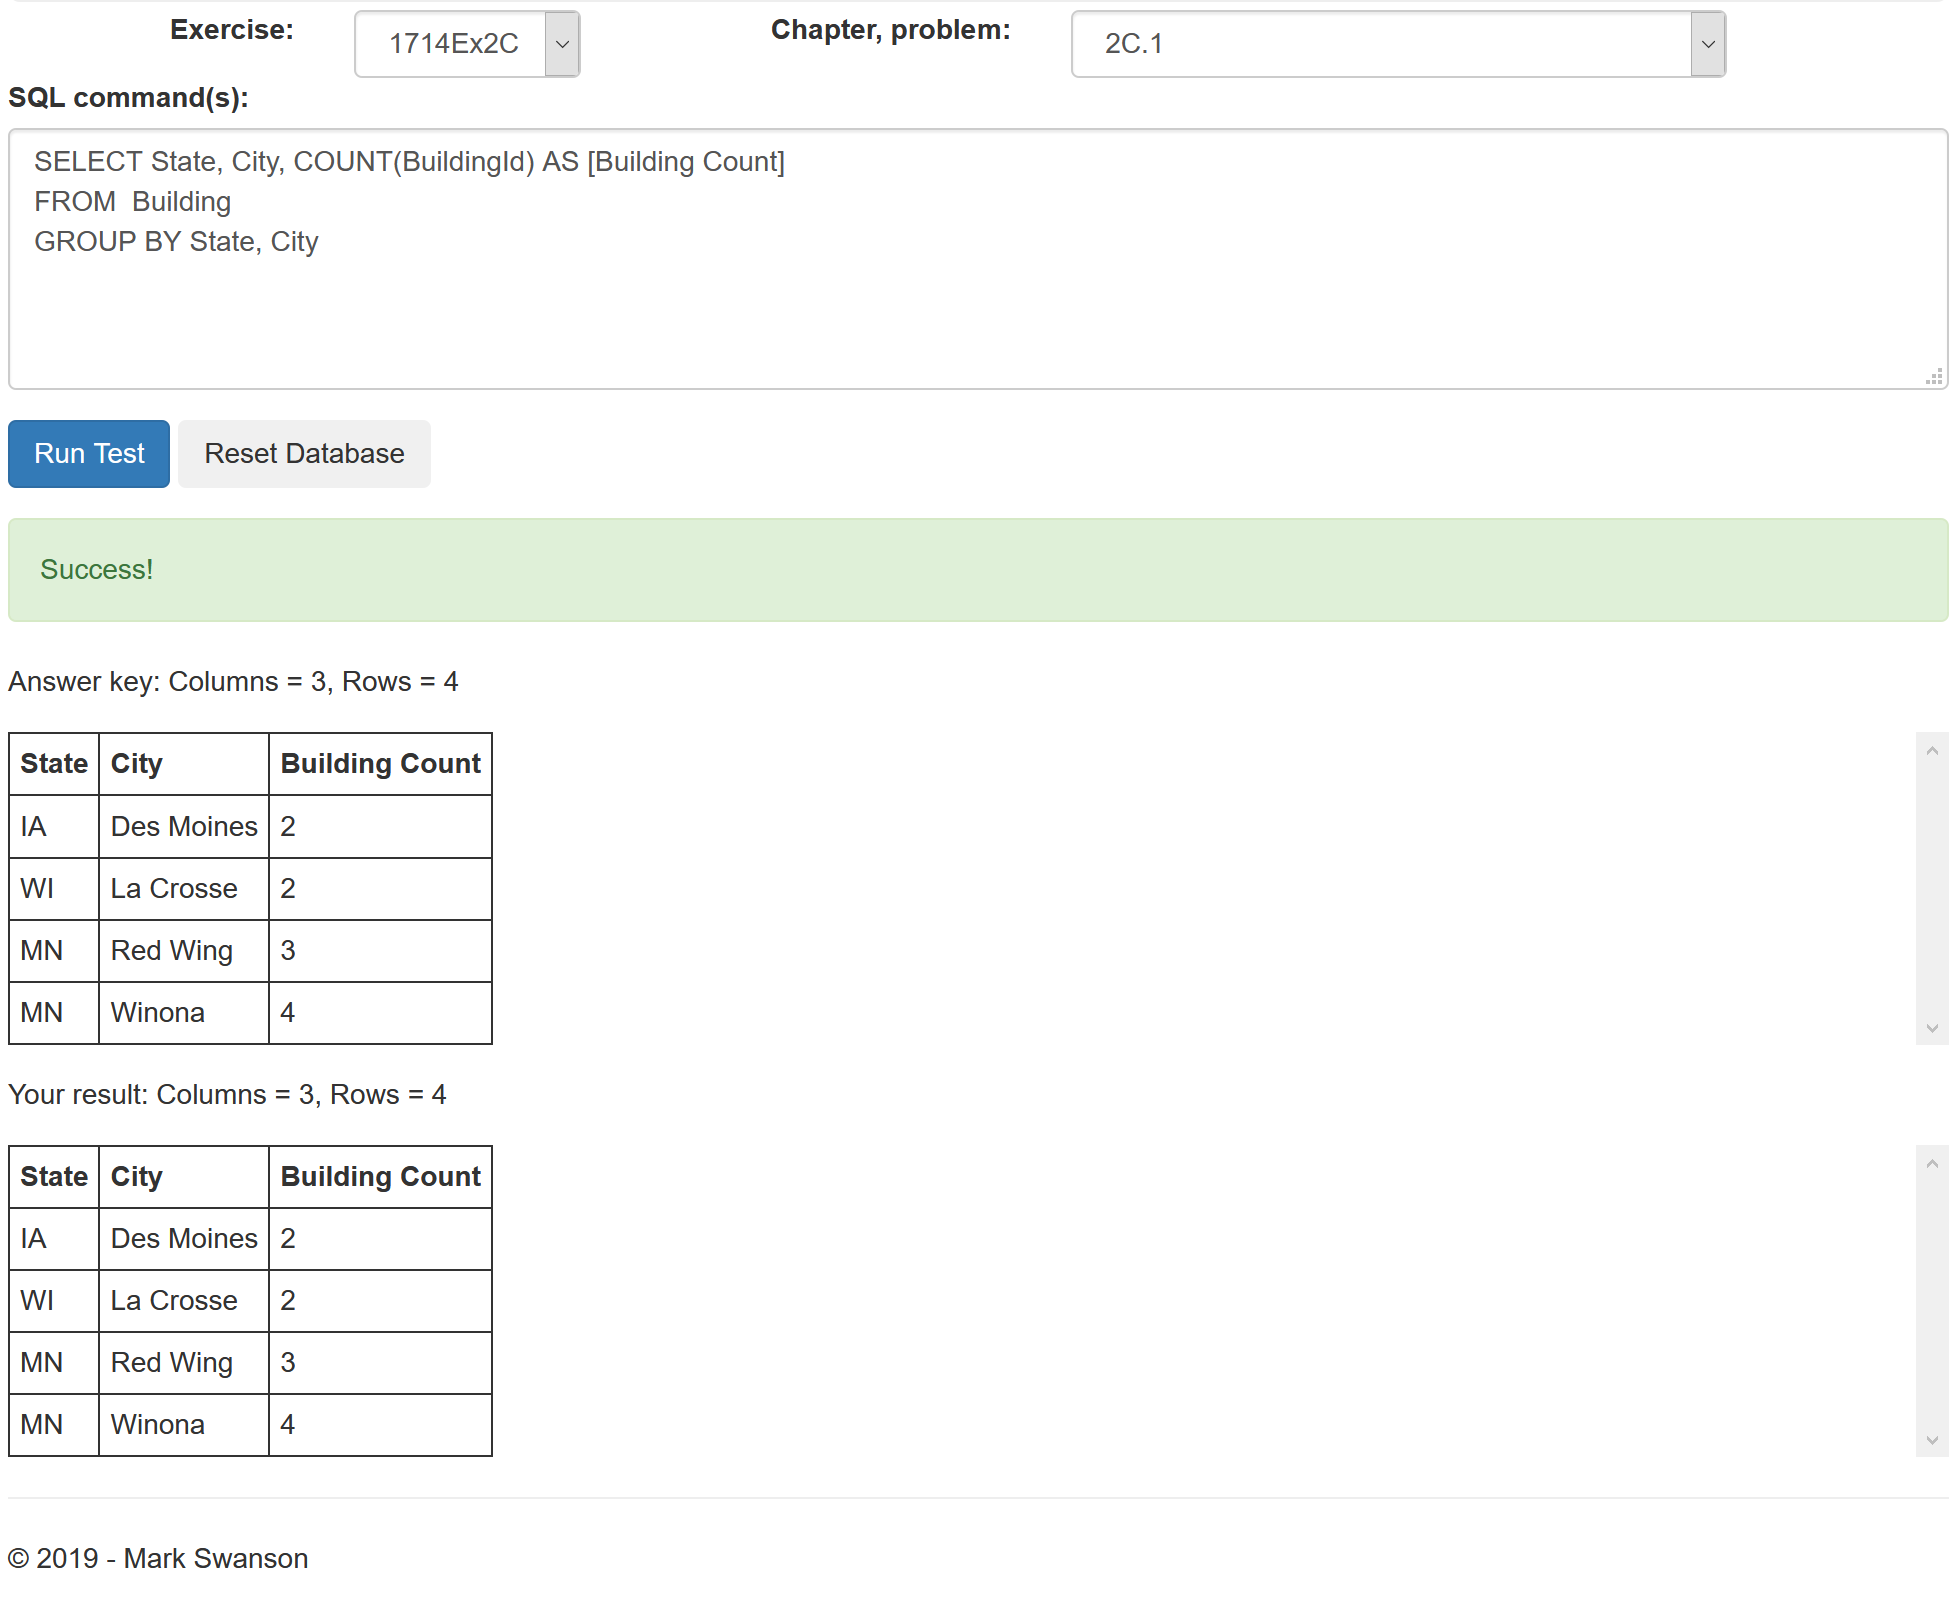 Exercise: 1714Ex2C Chapter, problem: 2C.1
SQL command(s):
SELECT State, City, COUNT(BuildingId) AS [Building Count]
FROM  Building
GROUP BY State, City
Run Test Reset Database
Success!
Answer key: Columns = 3, Rows = 4
State City Building Count
IA Des Moines 2
WI La Crosse 2
MN Red Wing 3
MN Winona 4
Your result: Columns = 3, Rows = 4
State City Building Count
IA Des Moines 2
WI La Crosse 2
MN Red Wing 3
MN Winona 4
© 2019 - Mark Swanson